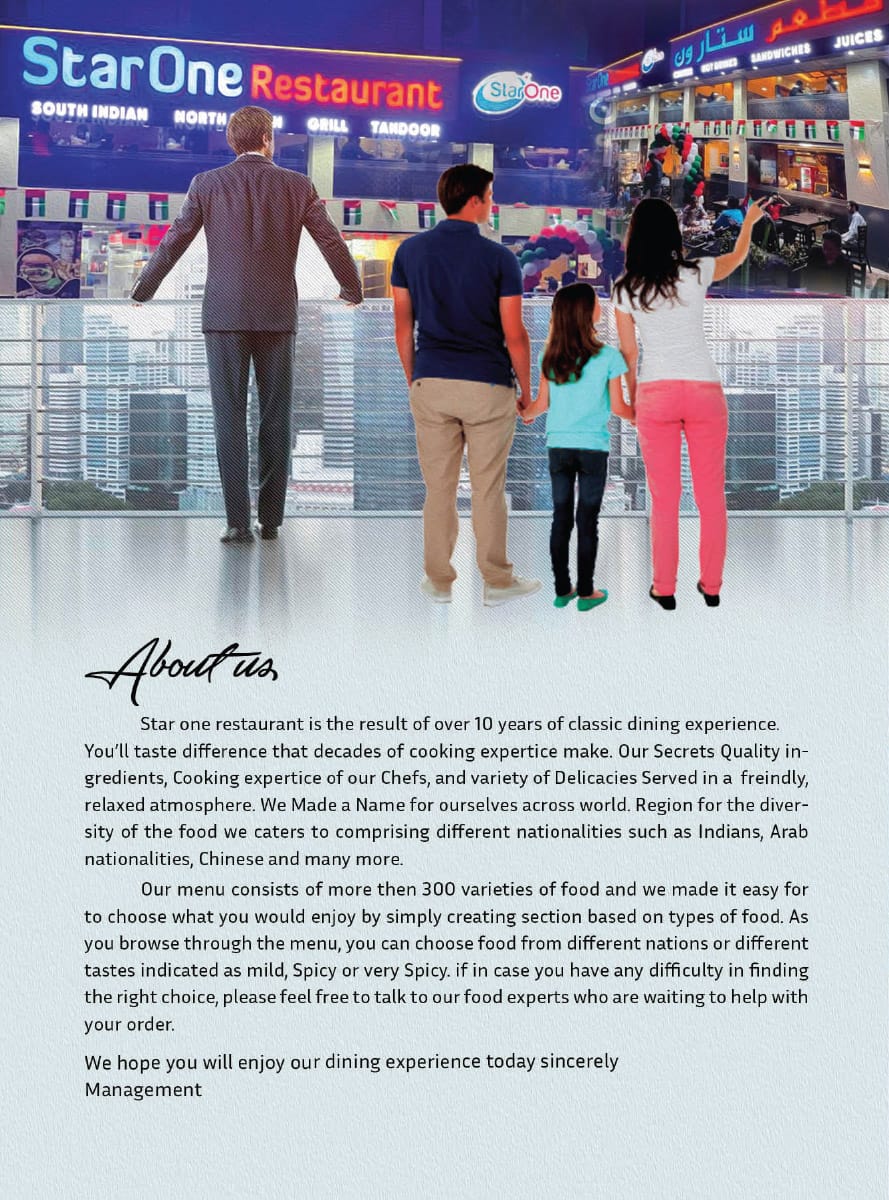 StarOne Restaurant
SOUTH INDIAN
GRILL
TANDOOR
StarOne
مطعم ستار ون
HOT DRINKS
SANDWICHES
JUICES
About us
Star one restaurant is the result of over 10 years of classic dining experience.
You'll taste difference that decades of cooking expertice make. Our Secrets Quality in-
gredients, Cooking expertice of our Chefs, and variety of Delicacies Served in a freindly,
relaxed atmosphere. We Made a Name for ourselves across world. Region for the diver-
sity of the food we caters to comprising different nationalities such as Indians, Arab
nationalities, Chinese and many more.
Our menu consists of more then 300 varieties of food and we made it easy for
to choose what you would enjoy by simply creating section based on types of food. As
you browse through the menu, you can choose food from different nations or different
tastes indicated as mild, Spicy or very Spicy. if in case you have any difficulty in finding
the right choice, please feel free to talk to our food experts who are waiting to help with
your order.
We hope you will enjoy our dining experience today sincerely
Management